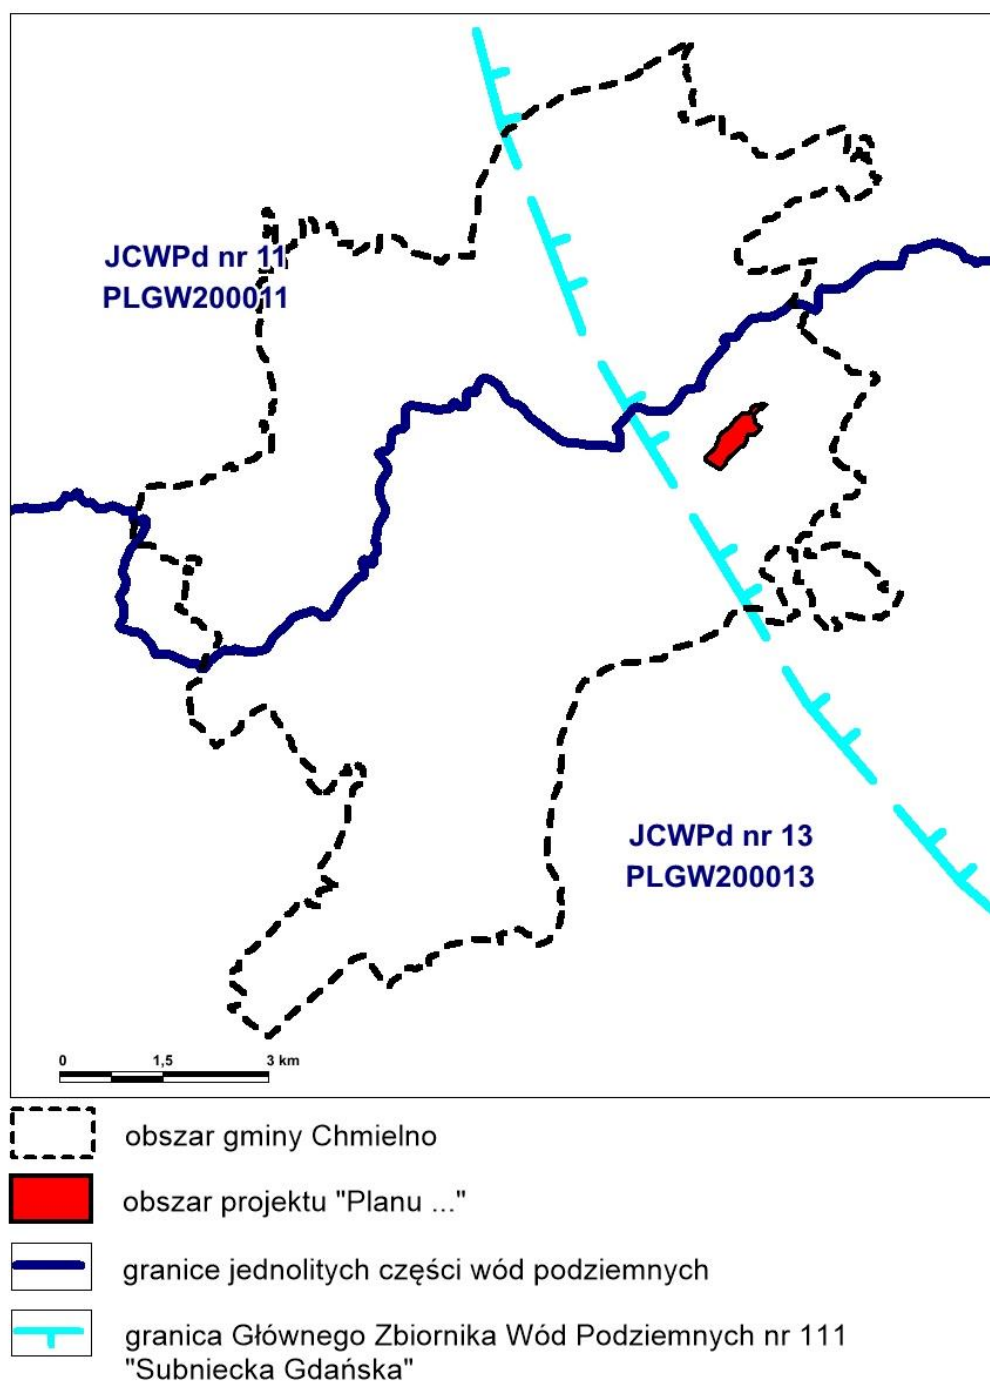 JCWPd nr 11
PLGW200011
JCWPd nr 13
PLGW200013
0 1,5 3 km
obszar gminy Chmielno
obszar projektu "Planu ..."
granice jednolitych części wód podziemnych
granica Głównego Zbiornika Wód Podziemnych nr 111
"Subniecka Gdańska"